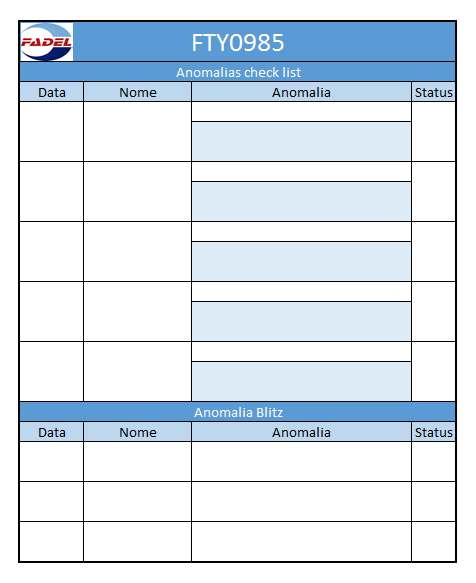 FADEL
FTY0985
Anomalias check list
Data Nome Anomalia Status
Anomalia Blitz
Data Nome Anomalia Status